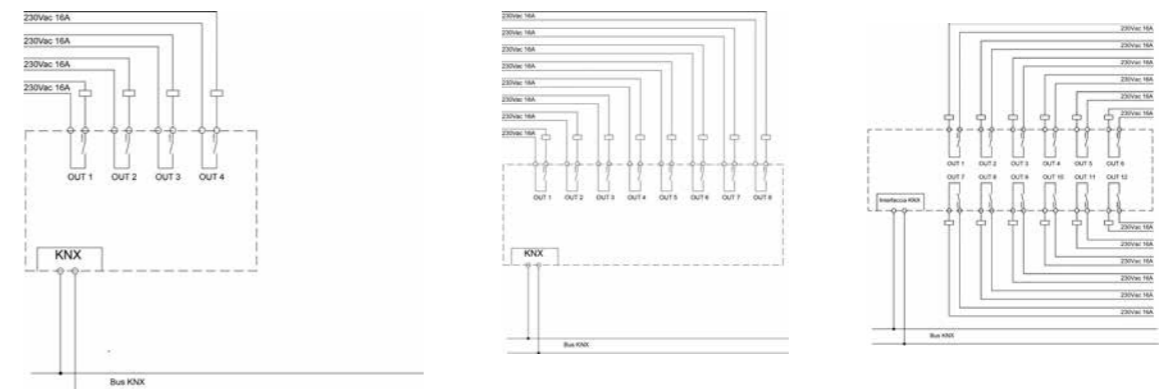 230Vac 16A
230Vac 16A
230Vac 16A
230Vac 16A
OUT 1 OUT 2 OUT 3 OUT 4
KNX
Bus KNX
230Vac 16A
230Vac 16A
230Vac 16A
230Vac 16A
230Vac 16A
230Vac 16A
230Vac 16A
230Vac 16A
OUT 1 OUT 2 OUT 3 OUT 4 OUT 5 OUT 6 OUT 7 OUT 8
KNX
Bus KNX
230Vac 16A
230Vac 16A
230Vac 16A
230Vac 16A
230Vac 16A
230Vac 16A
OUT 1 OUT 2 OUT 3 OUT 4 OUT 5 OUT 6
OUT 7 OUT 8 OUT 9 OUT 10 OUT 11 OUT 12
Interfaccia KNX
230Vac 16A
230Vac 16A
230Vac 16A
230Vac 16A
230Vac 16A
230Vac 16A
Bus KNX